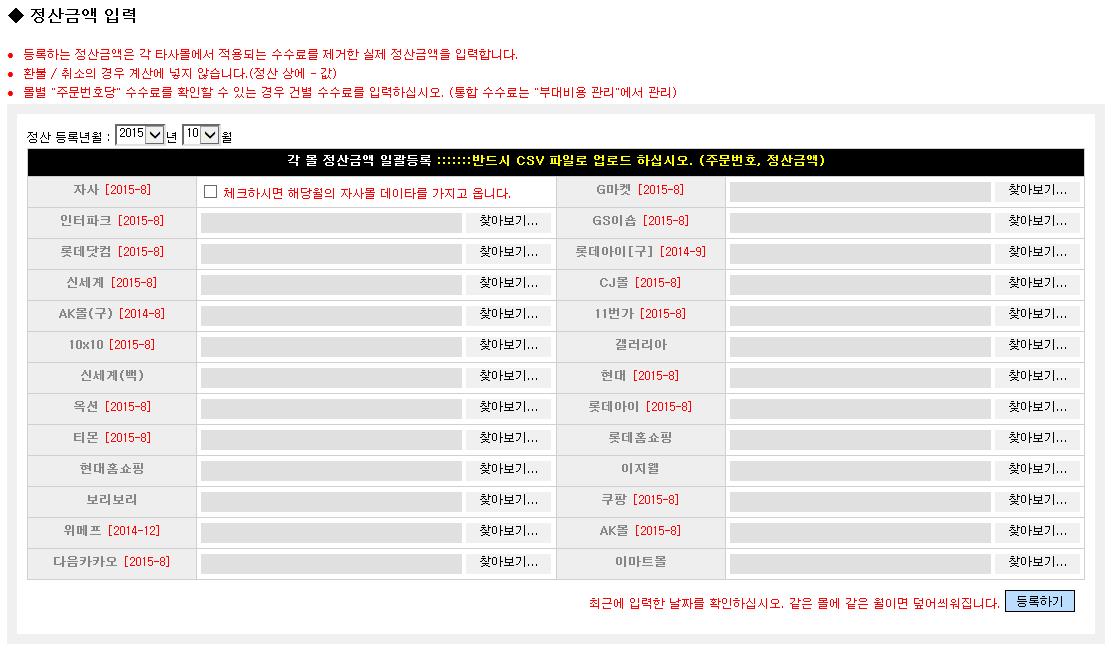 ◆ 정산금액 입력
● 등록하는 정산금액은 각 타사몰에서 적용되는 수수료를 제거한 실제 정산금액을 입력합니다.
● 환불 / 취소의 경우 계산에 넣지 않습니다.(정산 상에 - 값)
● 몰별 "주문번호당" 수수료를 확인할 수 있는 경우 건별 수수료를 입력하십시오. (통합 수수료는 "부대비용 관리"에서 관리)
정산 등록년월 : 2015 년 10 월
각 몰 정산금액 일괄등록 :::::::반드시 CSV 파일로 업로드 하십시오. (주문번호, 정산금액)
자사 [2015-8] 체크하시면 해당월의 자사몰 데이타를 가지고 옵니다. G마켓 [2015-8] 찾아보기...
인터파크 [2015-8] 찾아보기... GS이숍 [2015-8] 찾아보기...
롯데닷컴 [2015-8] 찾아보기... 롯데아이[구] [2014-9] 찾아보기...
신세계 [2015-8] 찾아보기... CJ몰 [2015-8] 찾아보기...
AK몰(구) [2014-8] 찾아보기... 11번가 [2015-8] 찾아보기...
10x10 [2015-8] 찾아보기... 갤러리아 찾아보기...
신세계(백) 찾아보기... 현대 [2015-8] 찾아보기...
옥션 [2015-8] 찾아보기... 롯데아이 [2015-8] 찾아보기...
티몬 [2015-8] 찾아보기... 롯데홈쇼핑 찾아보기...
현대홈쇼핑 찾아보기... 이지웰 찾아보기...
보리보리 찾아보기... 쿠팡 [2015-8] 찾아보기...
위메프 [2014-12] 찾아보기... AK몰 [2015-8] 찾아보기...
다음카카오 [2015-8] 찾아보기... 이마트몰 찾아보기...
최근에 입력한 날짜를 확인하십시오. 같은 몰에 같은 월이면 덮어씌워집니다. 등록하기